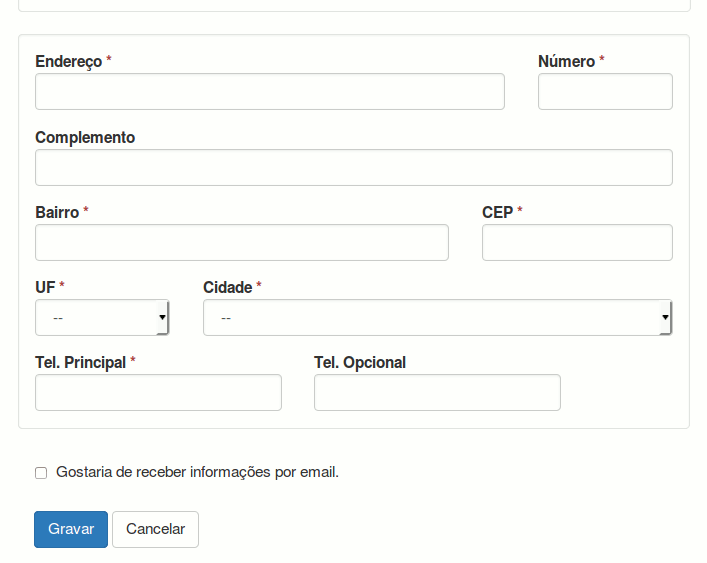 Endereço * Número *
Complemento
Bairro * CEP *
UF * Cidade *
-- --
Tel. Principal * Tel. Opcional
Gostaria de receber informações por email.
Gravar Cancelar